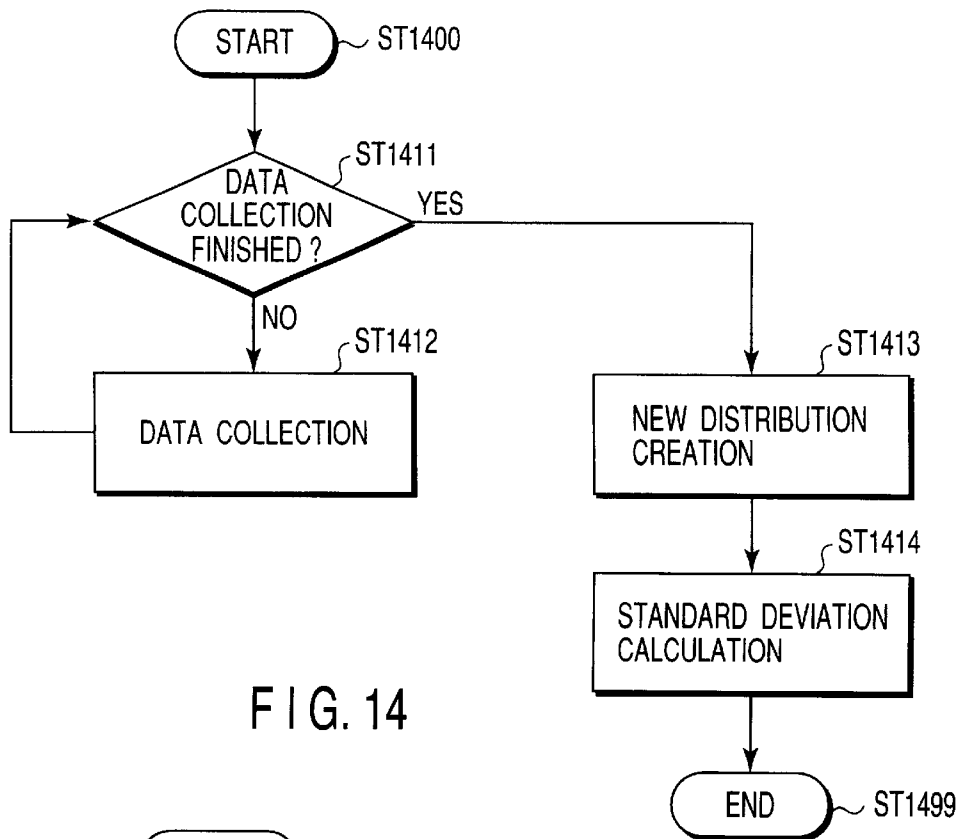 START
ST1400
ST1411
DATA
COLLECTION
FINISHED ?
YES
NO
ST1412
DATA COLLECTION
ST1413
NEW DISTRIBUTION
CREATION
ST1414
STANDARD DEVIATION
CALCULATION
FIG. 14
END
ST1499